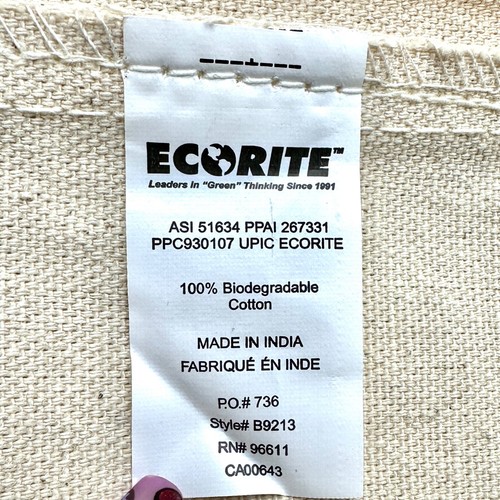 ECORITE™
Leaders in "Green" Thinking Since 1991
ASI 51634 PPAI 267331
PPC930107 UPIC ECORITE
100% Biodegradable
Cotton
MADE IN INDIA
FABRIQUÉ ÉN INDE
P.O.# 736
Style# B9213
RN# 96611
CA00643